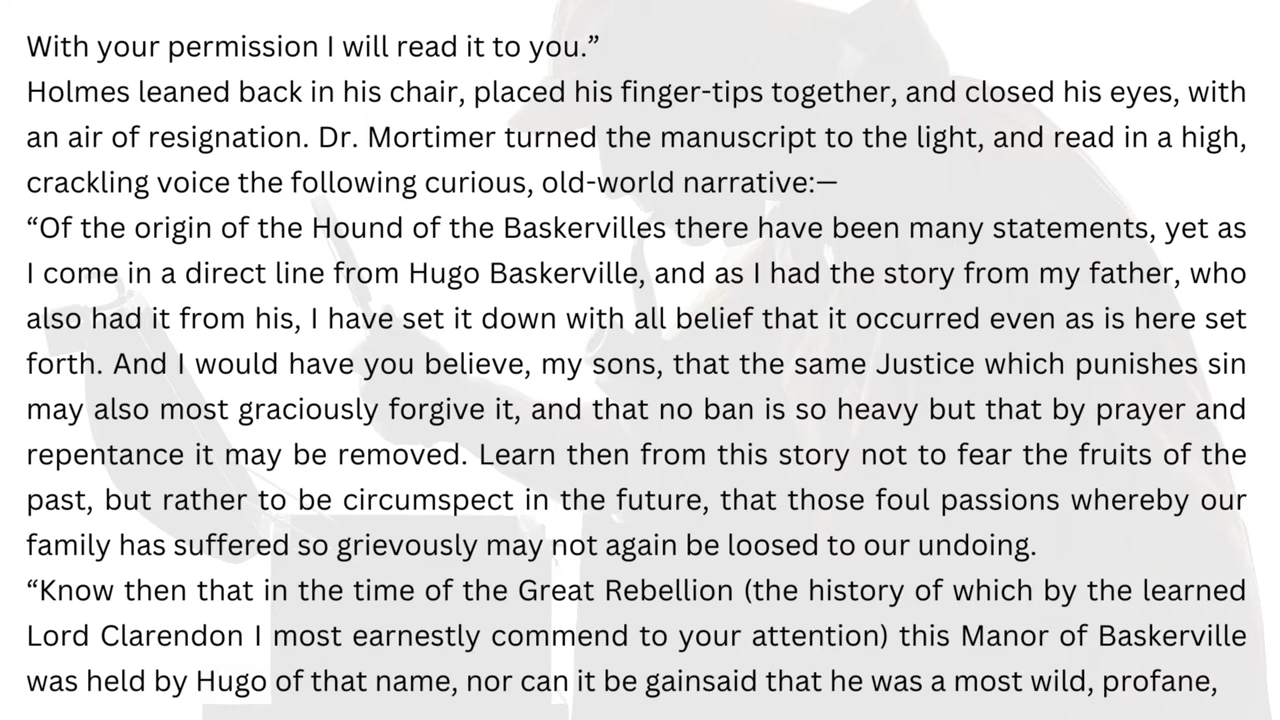 With your permission I will read it to you.”
Holmes leaned back in his chair, placed his finger-tips together, and closed his eyes, with
an air of resignation. Dr. Mortimer turned the manuscript to the light, and read in a high,
crackling voice the following curious, old-world narrative:—
“Of the origin of the Hound of the Baskervilles there have been many statements, yet as
I come in a direct line from Hugo Baskerville, and as I had the story from my father, who
also had it from his, I have set it down with all belief that it occurred even as is here set
forth. And I would have you believe, my sons, that the same Justice which punishes sin
may also most graciously forgive it, and that no ban is so heavy but that by prayer and
repentance it may be removed. Learn then from this story not to fear the fruits of the
past, but rather to be circumspect in the future, that those foul passions whereby our
family has suffered so grievously may not again be loosed to our undoing.
“Know then that in the time of the Great Rebellion (the history of which by the learned
Lord Clarendon I most earnestly commend to your attention) this Manor of Baskerville
was held by Hugo of that name, nor can it be gainsaid that he was a most wild, profane,